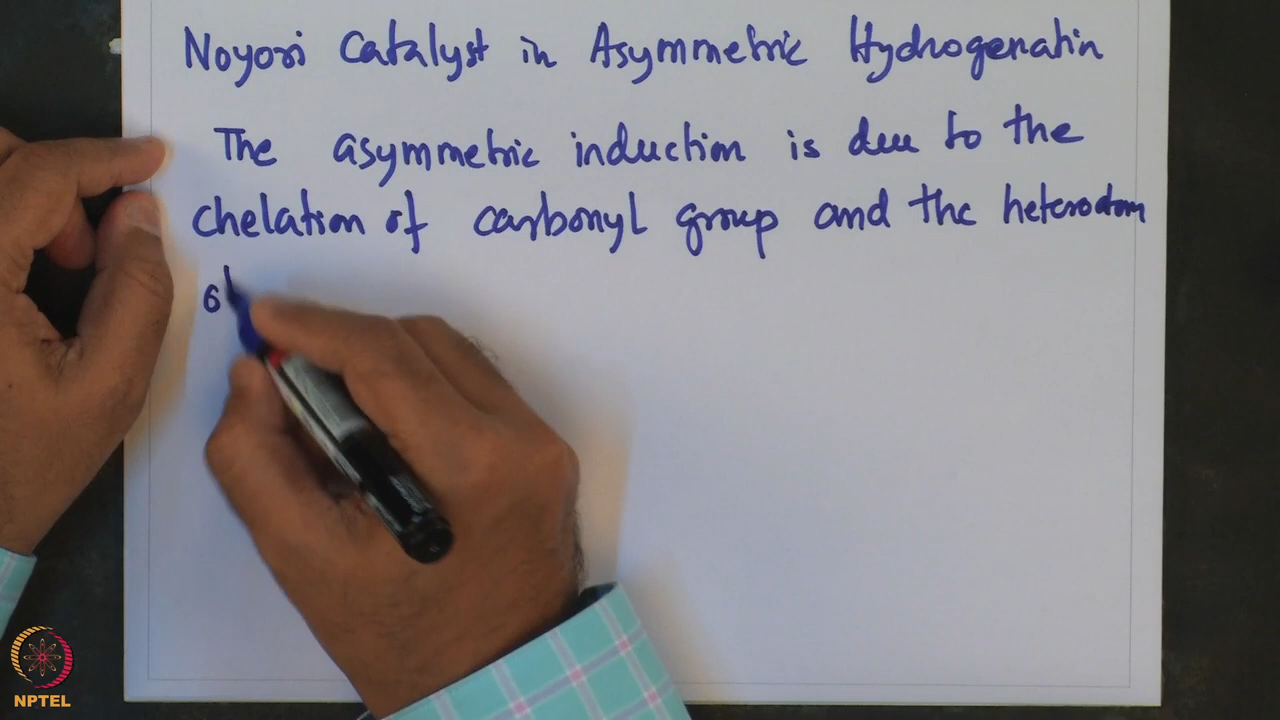 Noyori Catalyst in Asymmetric Hydrogenatin
The asymmetric induction is due to the
chelation of carbonyl group and the heteroatom
NPTEL